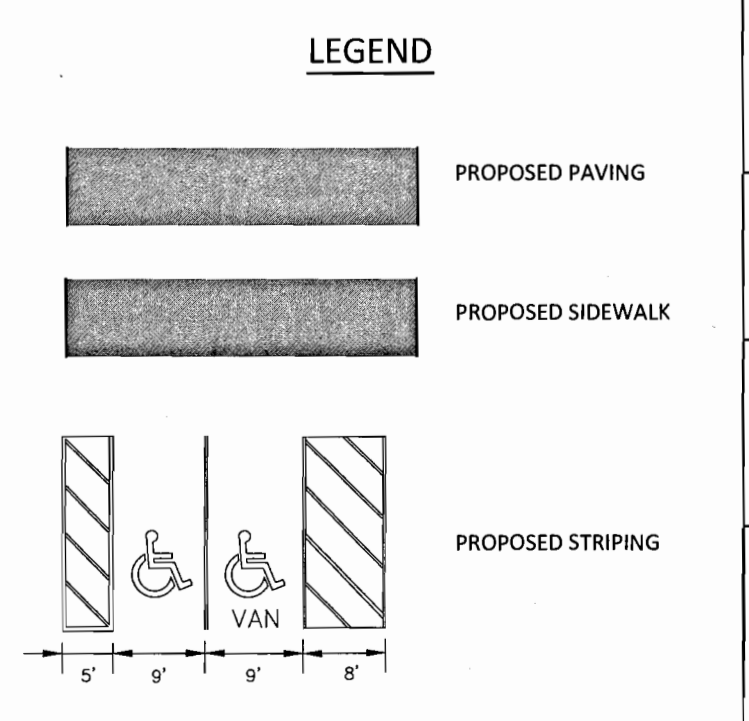 LEGEND
PROPOSED PAVING
PROPOSED SIDEWALK
PROPOSED STRIPING
VAN
5' 9' 9' 8'